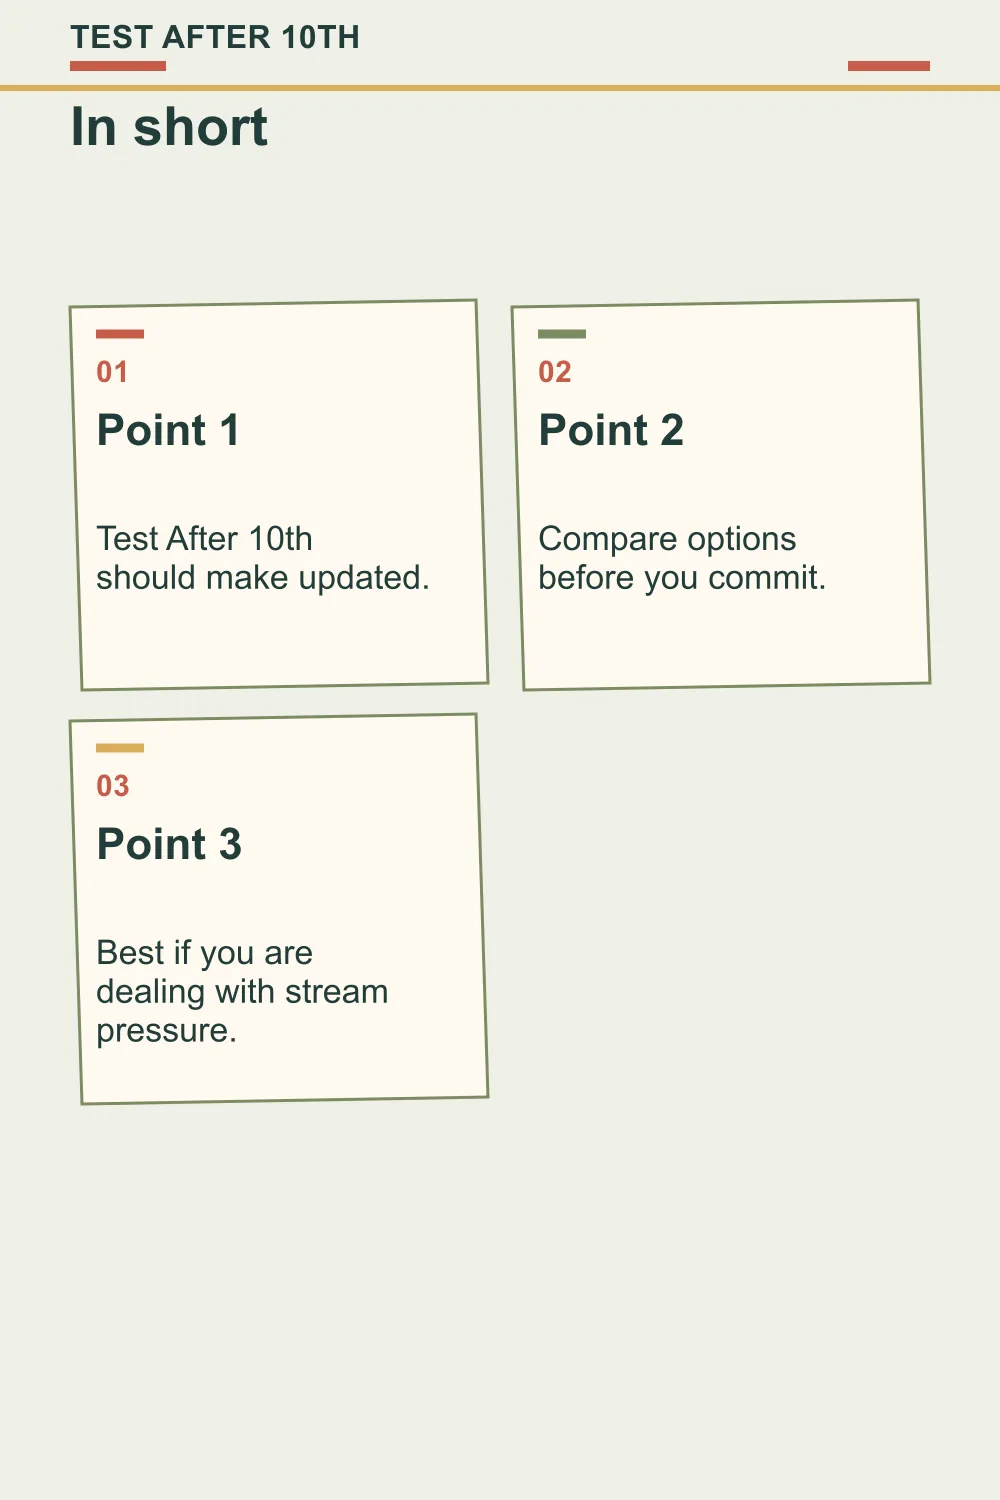 TEST AFTER 10TH
In short
01
Point 1
Test After 10th
should make updated.
02
Point 2
Compare options
before you commit.
03
Point 3
Best if you are
dealing with stream
pressure.